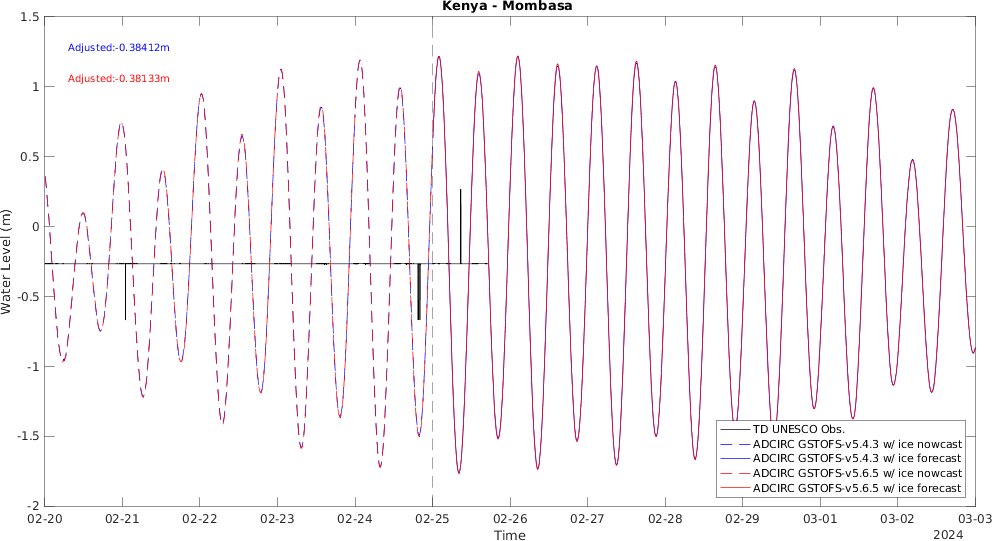 Kenya - Mombasa
Adjusted:-0.38412m
Adjusted:-0.38133m
Water Level (m)
1.5
1
0.5
0
-0.5
-1
-1.5
-2
TD UNESCO Obs.
ADCIRC GSTOFS-v5.4.3 w/ ice nowcast
ADCIRC GSTOFS-v5.4.3 w/ ice forecast
ADCIRC GSTOFS-v5.6.5 w/ ice nowcast
ADCIRC GSTOFS-v5.6.5 w/ ice forecast
02-20 02-21 02-22 02-23 02-24 02-25 02-26 02-27 02-28 02-29 03-01 03-02 03-03
Time
2024